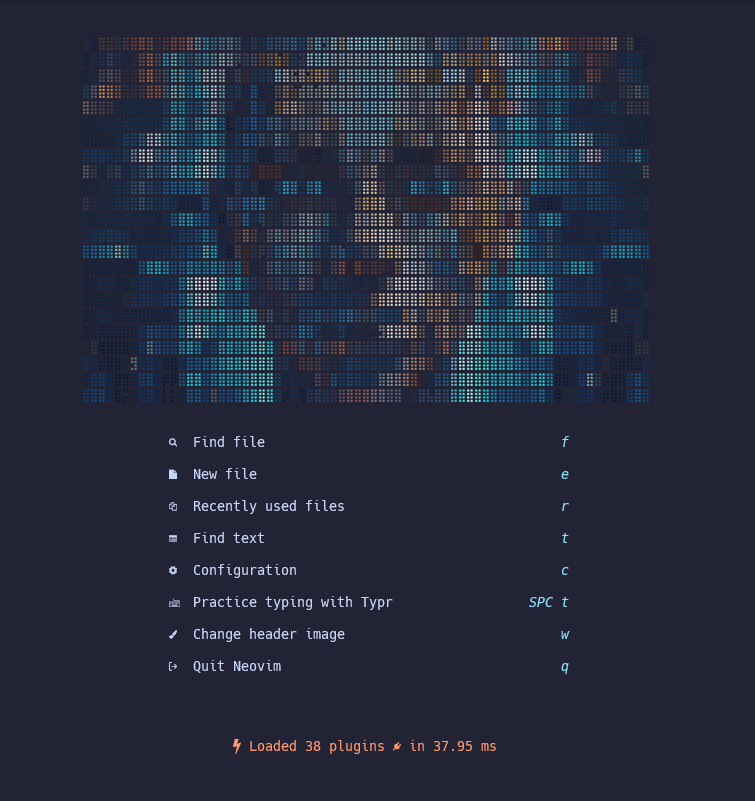 Find file f
New file e
Recently used files r
Find text t
Configuration c
Practice typing with Typr SPC t
Change header image w
Quit Neovim q
Loaded 38 plugins in 37.95 ms